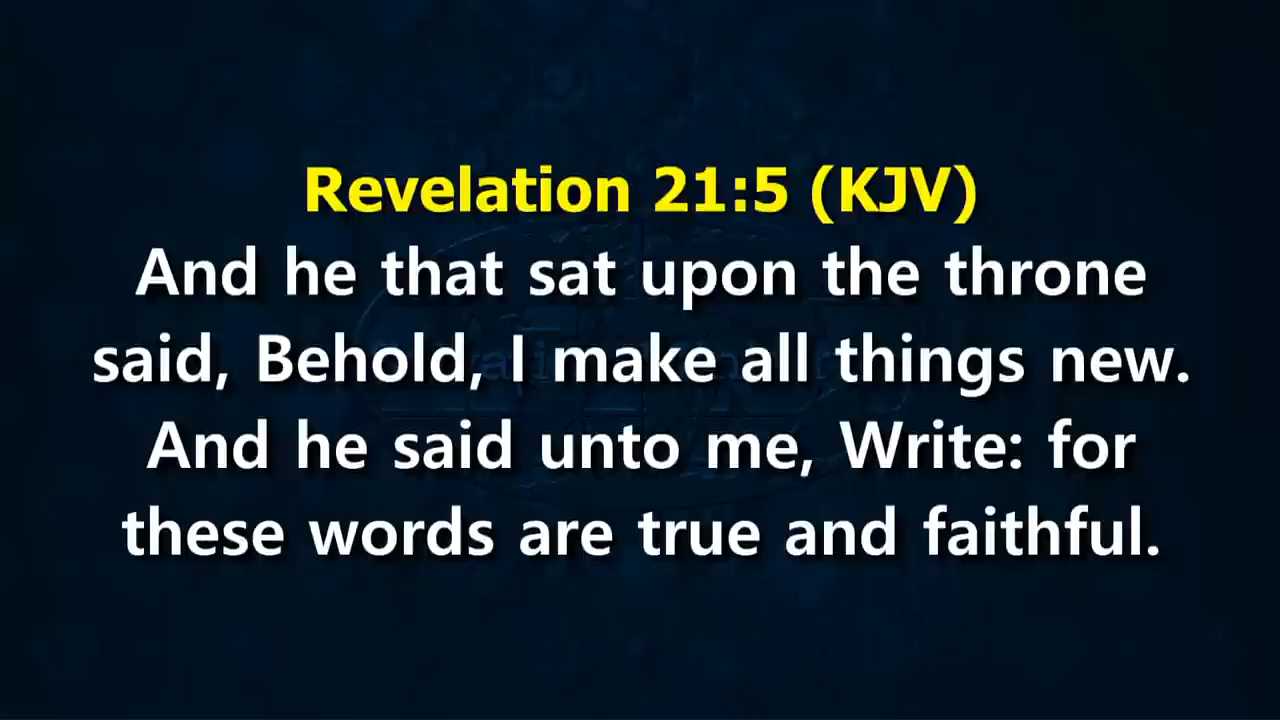 Revelation 21:5 (KJV)
And he that sat upon the throne
said, Behold, I make all things new.
And he said unto me, Write: for
these words are true and faithful.